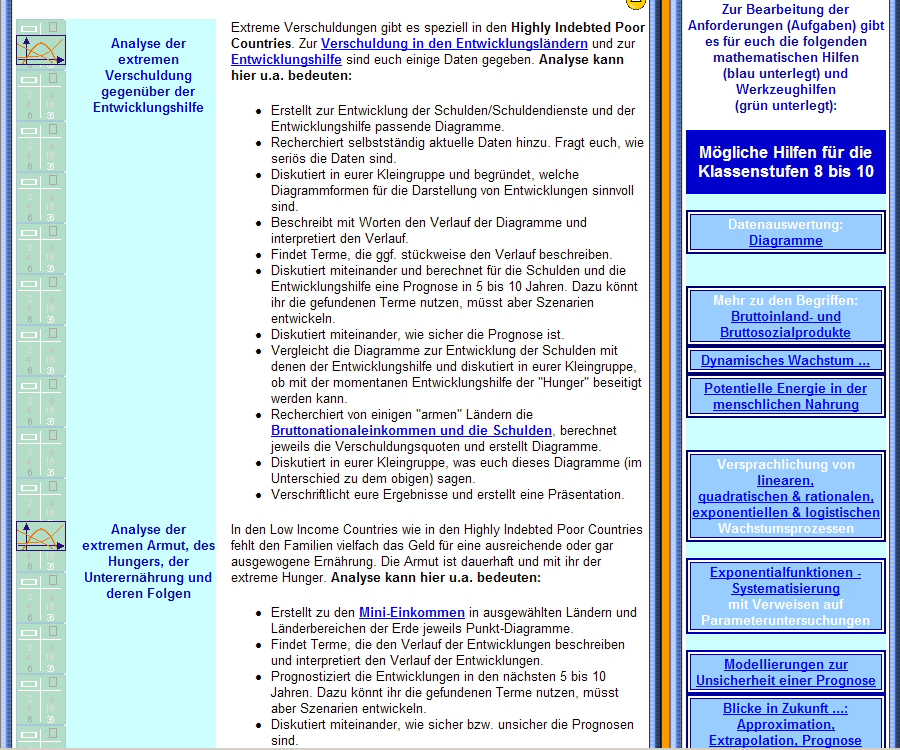 Analyse der
extremen
Verschuldung
gegenüber der
Entwicklungshilfe
Extreme Verschuldungen gibt es speziell in den Highly Indebted Poor
Countries. Zur Verschuldung in den Entwicklungsländern und zur
Entwicklungshilfe sind euch einige Daten gegeben. Analyse kann
hier u.a. bedeuten:
• Erstellt zur Entwicklung der Schulden/Schuldendienste und der
Entwicklungshilfe passende Diagramme.
• Recherchiert selbstständig aktuelle Daten hinzu. Fragt euch, wie
seriös die Daten sind.
• Diskutiert in eurer Kleingruppe und begründet, welche
Diagrammformen für die Darstellung von Entwicklungen sinnvoll
sind.
• Beschreibt mit Worten den Verlauf der Diagramme und
interpretiert den Verlauf.
• Findet Terme, die ggf. stückweise den Verlauf beschreiben.
• Diskutiert miteinander und berechnet für die Schulden und die
Entwicklungshilfe eine Prognose in 5 bis 10 Jahren. Dazu könnt
ihr die gefundenen Terme nutzen, müsst aber Szenarien
entwickeln.
• Diskutiert miteinander, wie sicher die Prognose ist.
• Vergleicht die Diagramme zur Entwicklung der Schulden mit
denen der Entwicklungshilfe und diskutiert in eurer Kleingruppe,
ob mit der momentanen Entwicklungshilfe der "Hunger" beseitigt
werden kann.
• Recherchiert von einigen "armen" Ländern die
Bruttonationaleinkommen und die Schulden, berechnet
jeweils die Verschuldungsquoten und erstellt Diagramme.
• Diskutiert in eurer Kleingruppe, was euch dieses Diagramme (im
Unterschied zu dem obigen) sagen.
• Verschriftlicht eure Ergebnisse und erstellt eine Präsentation.
Analyse der
extremen Armut, des
Hungers, der
Unterernährung und
deren Folgen
In den Low Income Countries wie in den Highly Indebted Poor Countries
fehlt den Familien vielfach das Geld für eine ausreichende oder gar
ausgewogene Ernährung. Die Armut ist dauerhaft und mit ihr der
extreme Hunger. Analyse kann hier u.a. bedeuten:
• Erstellt zu den Mini-Einkommen in ausgewählten Ländern und
Länderbereichen der Erde jeweils Punkt-Diagramme.
• Findet Terme, die den Verlauf der Entwicklungen beschreiben
und interpretiert den Verlauf der Entwicklungen.
• Prognostiziert die Entwicklungen in den nächsten 5 bis 10
Jahren. Dazu könnt ihr die gefundenen Terme nutzen, müsst
aber Szenarien entwickeln.
• Diskutiert miteinander, wie sicher bzw. unsicher die Prognosen
sind.
Zur Bearbeitung der
Anforderungen (Aufgaben) gibt
es für euch die folgenden
mathematischen Hilfen
(blau unterlegt) und
Werkzeughilfen
(grün unterlegt):
Mögliche Hilfen für die
Klassenstufen 8 bis 10
Datenauswertung:
Diagramme
Mehr zu den Begriffen:
Bruttoinland- und
Bruttosozialprodukte
Dynamisches Wachstum ...
Potentielle Energie in der
menschlichen Nahrung
Versprachlichung von
linearen,
quadratischen & rationalen,
exponentiellen & logistischen
Wachstumsprozessen
Exponentialfunktionen -
Systematisierung
mit Verweisen auf
Parameteruntersuchungen
Modellierungen zur
Unsicherheit einer Prognose
Blicke in Zukunft ...:
Approximation,
Extrapolation, Prognose